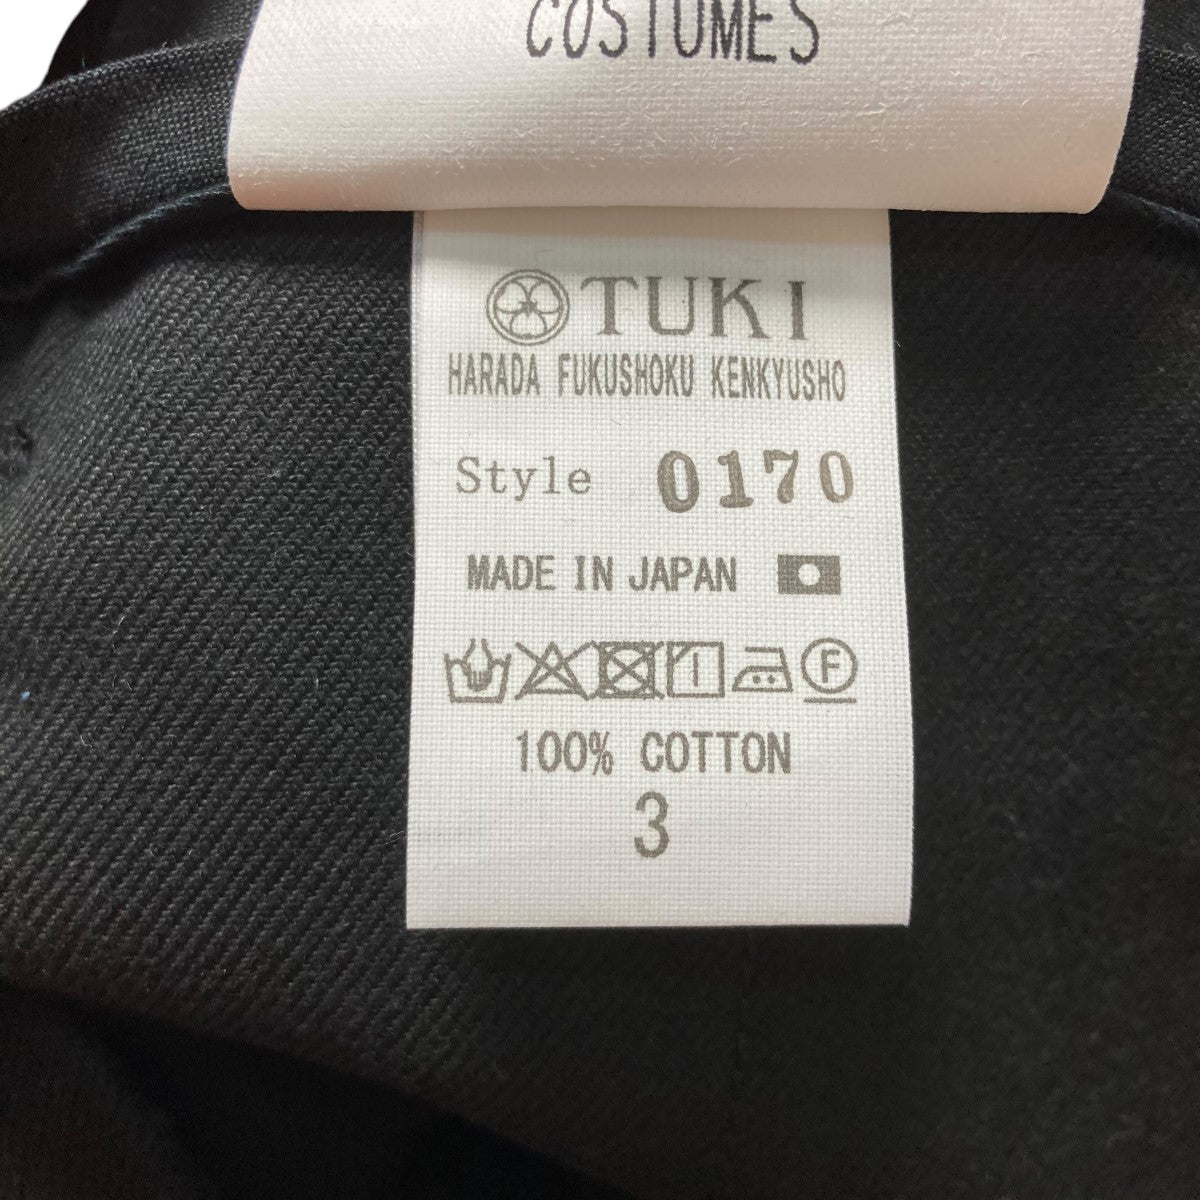 COSTUMES
TUKI
HARADA FUKUSHOKU KENKYUSHO
Style 0170
MADE IN JAPAN
F
100% COTTON
3